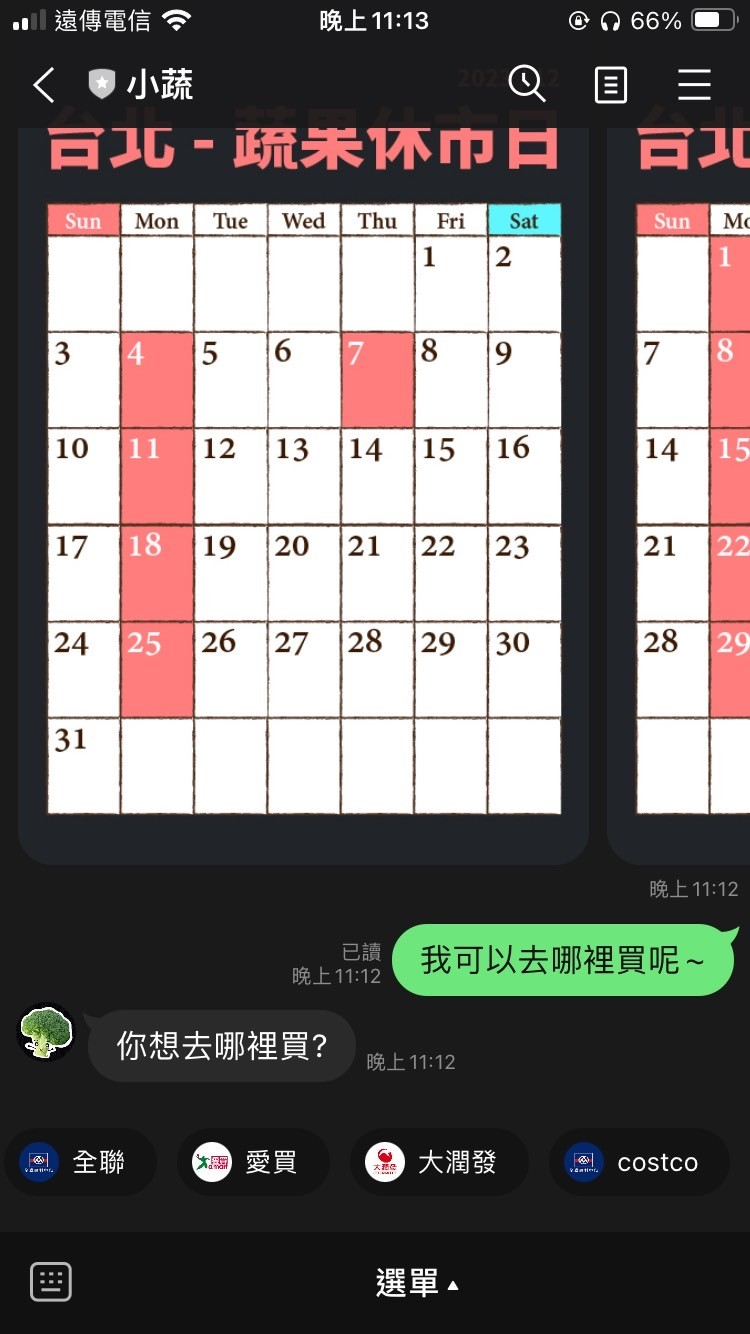 遠傳電信 晚上11:13 66%
小蔬
台北 - 蔬果休市日 台北
Sun Mon Tue Wed Thu Fri Sat
1 2
3 4 5 6 7 8 9
10 11 12 13 14 15 16
17 18 19 20 21 22 23
24 25 26 27 28 29 30
31
Sun
1
7 8
14 15
21 22
28 29
晚上11:12
已讀
晚上11:12
我可以去哪裡買呢~
你想去哪裡買?
晚上11:12
全聯 愛買 大潤發 costco
選單